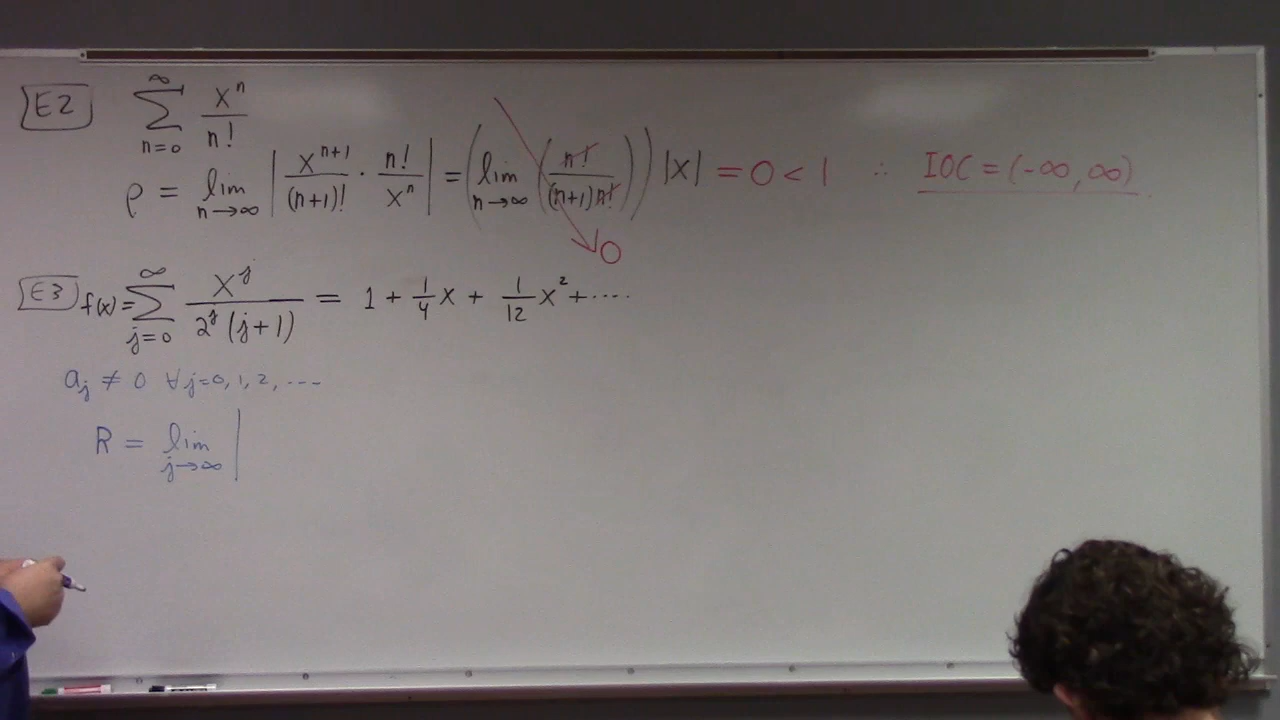 E2 ∑_{n=0}^{∞} x^n/n!
ρ = lim_{n→∞} |x^{n+1}/(n+1)! · n!/x^n| = (lim_{n→∞} (n!/((n+1)n!))) |x| = 0 < 1 ∴ IOC = (-∞, ∞)
0
E3 f(x) = ∑_{j=0}^{∞} x^j/(2^j (j+1)) = 1 + 1/4 x + 1/12 x² + ....
a_j ≠ 0 ∀ j=0, 1, 2, ....
R = lim_{j→∞} |